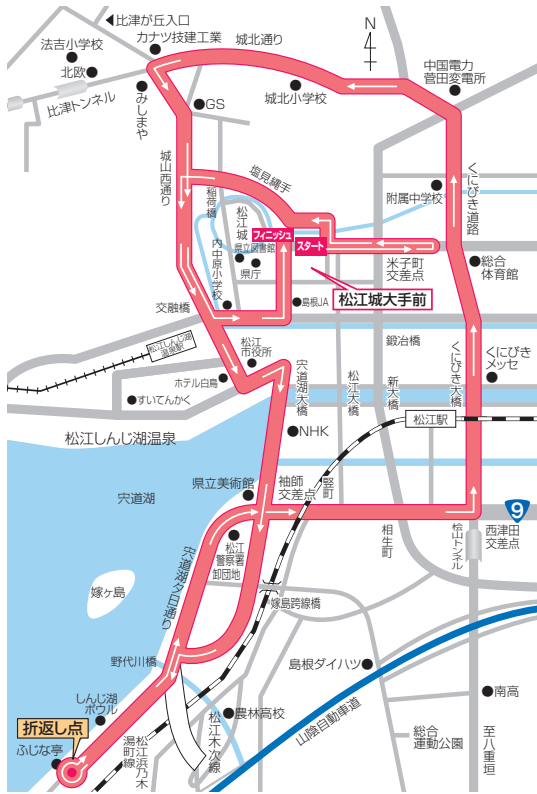 比津が丘入口
カナツ技建工業
城北通り
N
法吉小学校
北欧
比津トンネル
みしまや
GS
城北小学校
中国電力
菅田変電所
城山西通り
稲荷橋
塩見縄手
くにびき道路
附属中学校
松江城
フィニッシュ
スタート
県立図書館
県庁
内中原小学校
米子町
交差点
総合
体育館
松江城大手前
島根JA
交融橋
松江しんじ湖
温泉駅
松江
市役所
鍛冶橋
くにびき
メッセ
ホテル白鳥
すいてんかく
宍道湖大橋
松江大橋
新大橋
くにびき大橋
松江駅
NHK
松江しんじ湖温泉
県立美術館
袖師
交差点
竪町
宍道湖
9
相生町
桧山トンネル
西津田
交差点
松江
警察署
卸団地
宍道湖夕日通り
嫁ヶ島
嫁島跨線橋
野代川橋
島根ダイハツ
しんじ湖
ボウル
農林高校
山陰自動車道
南高
折返し点
ふじな亭
松江浜乃木
湯町線
松江木次線
総合
運動公園
至八重垣